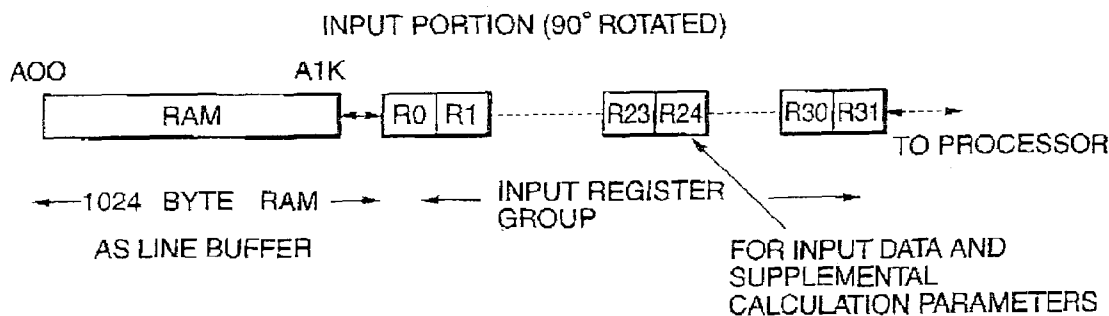 INPUT PORTION (90° ROTATED)
A00 A1K
RAM R0 R1 R23 R24 R30 R31
TO PROCESSOR
1024 BYTE RAM
AS LINE BUFFER
INPUT REGISTER
GROUP
FOR INPUT DATA AND
SUPPLEMENTAL
CALCULATION PARAMETERS